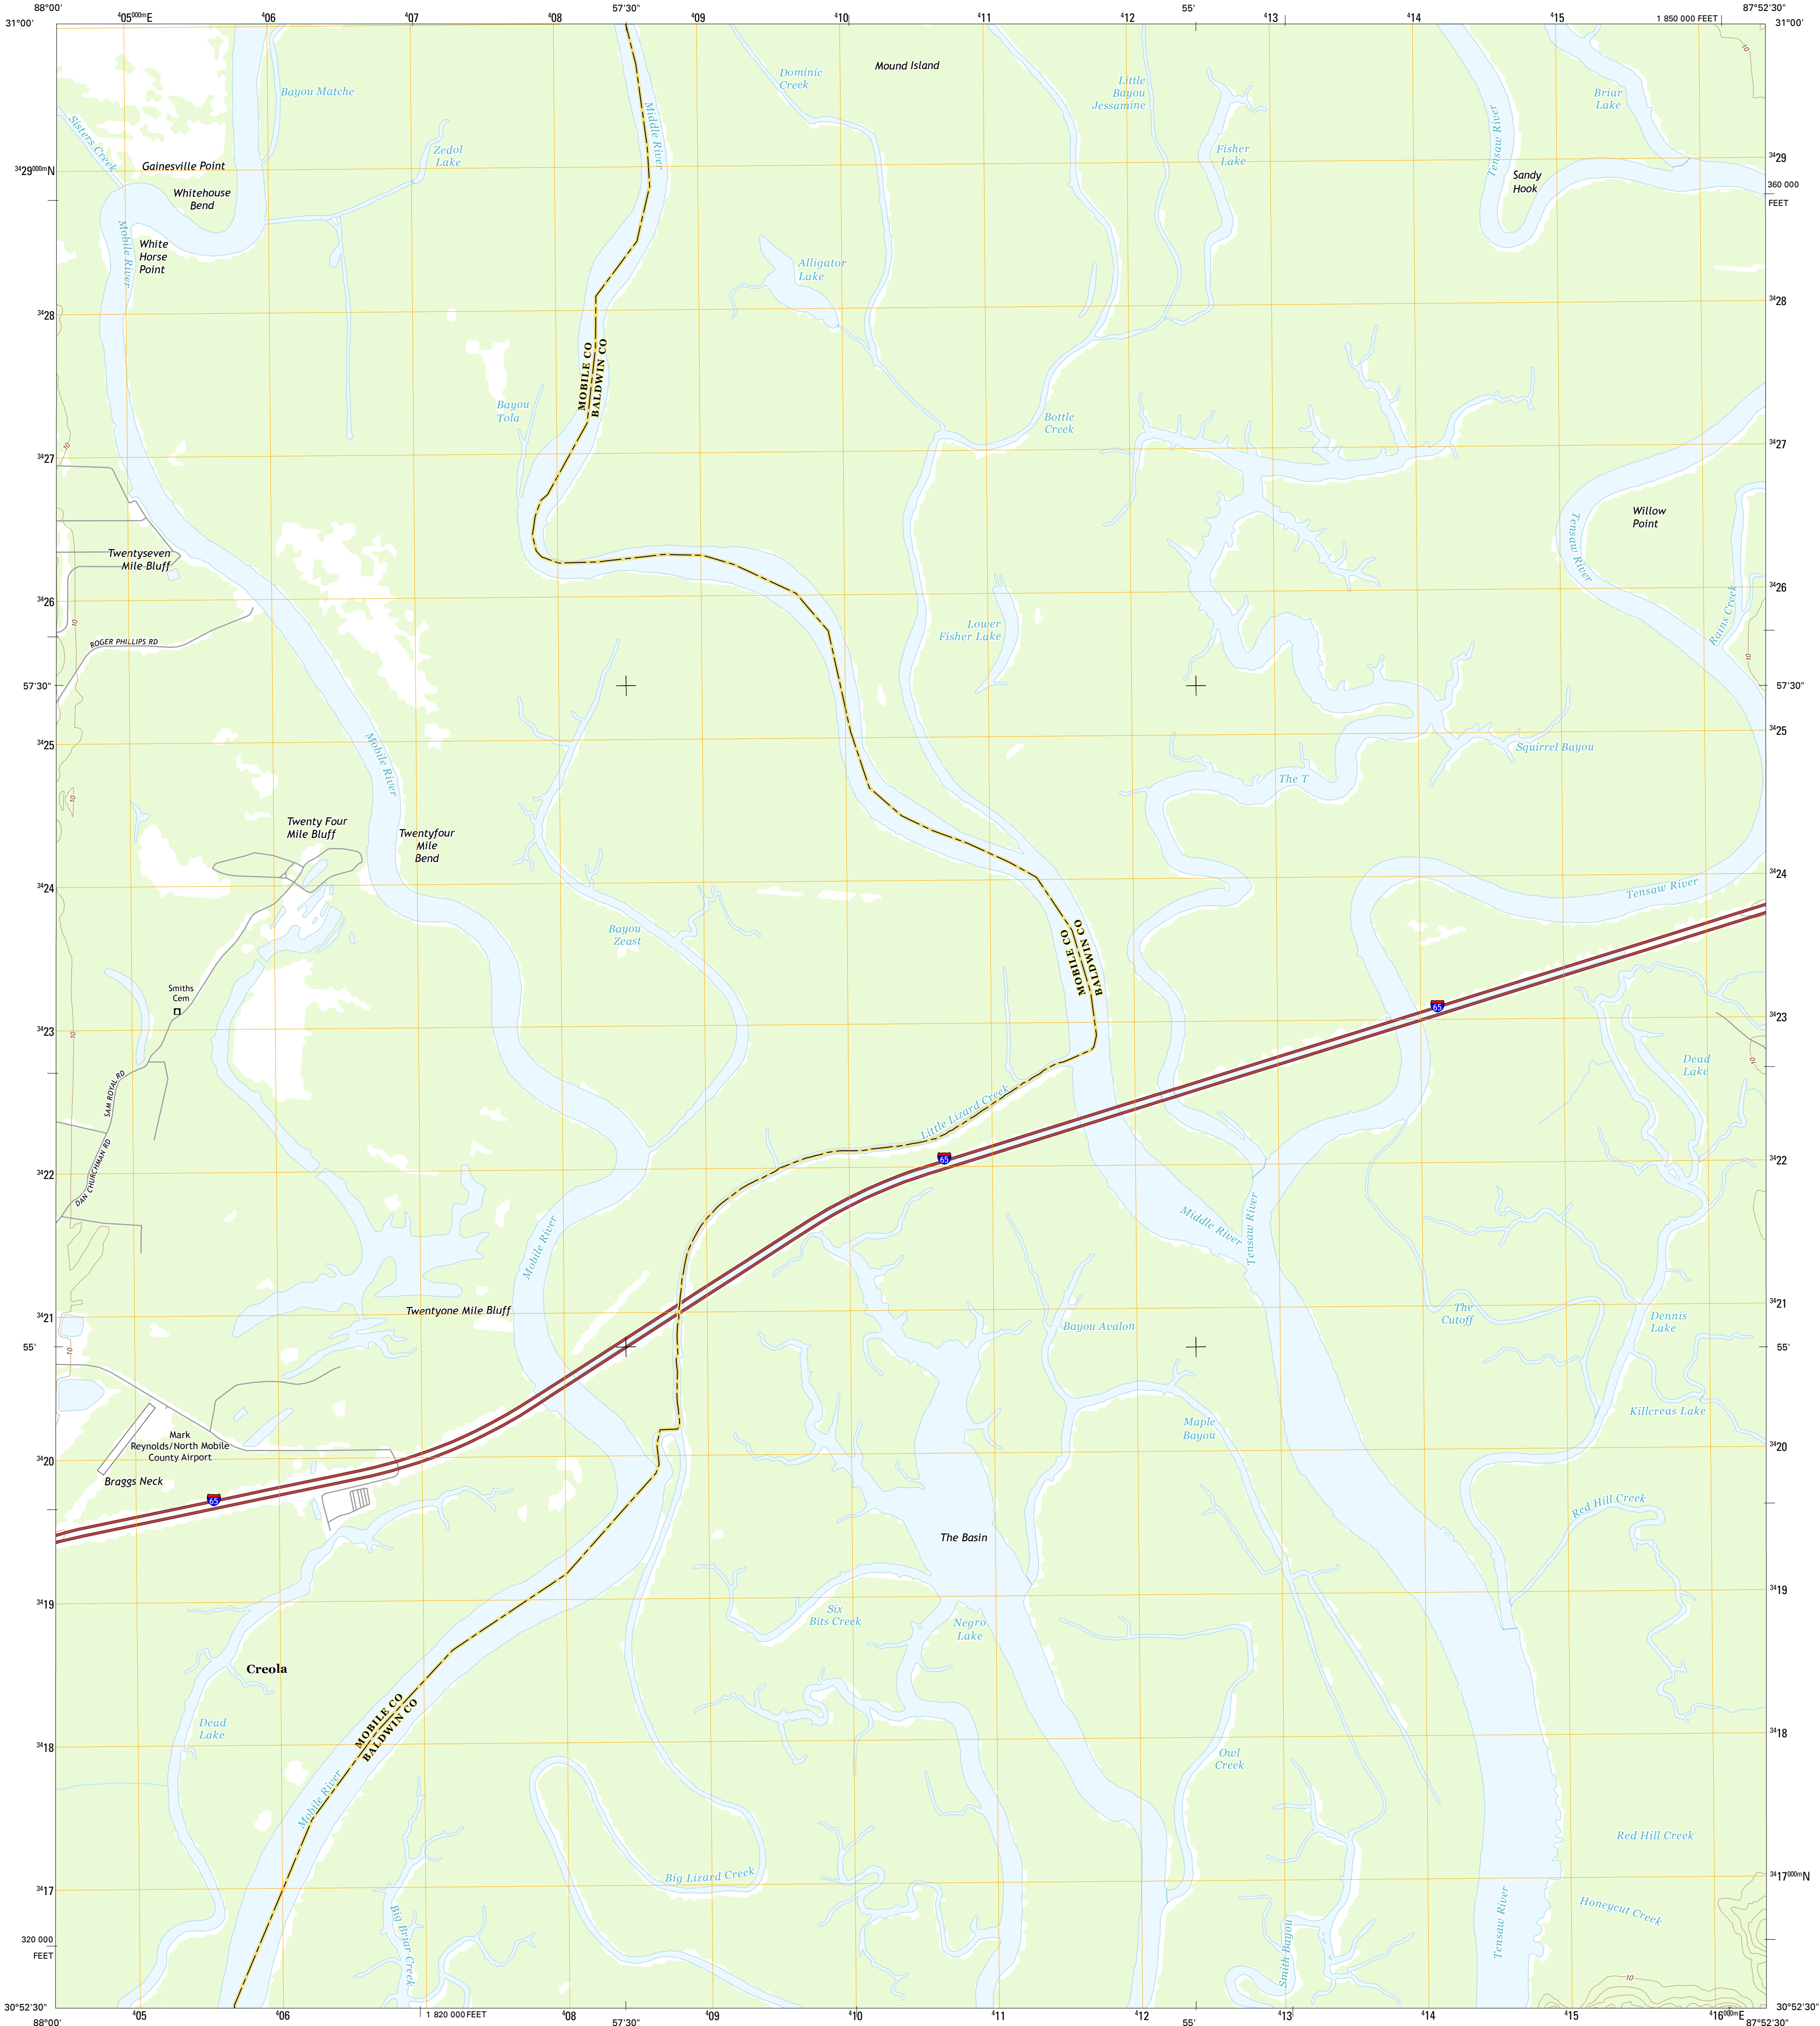 88°00'
⁴05⁰⁰⁰ᵐE
⁴06
⁴07
⁴08
57'30"
⁴09
⁴10
⁴11
⁴12
55'
⁴13
⁴14
⁴15
1 850 000 FEET
87°52'30"
31°00'
31°00'
10
Mound Island
Dominic
Creek
Little
Bayou
Jessamine
Bayou Matche
Briar
Lake
Middle River
Tensaw River
Sisters Creek
Zedol
Lake
Fisher
Lake
Gainesville Point
³⁴29⁰⁰⁰ᵐN
³⁴29
Sandy
Hook
360 000
FEET
Whitehouse
Bend
Mobile River
White
Horse
Point
Alligator
Lake
³⁴28
³⁴28
MOBILE CO
BALDWIN CO
Bayou
Tola
Bottle
Creek
10
³⁴27
³⁴27
Willow
Point
Tensaw River
Twentyseven
Mile Bluff
³⁴26
³⁴26
10
Rains Creek
Lower
Fisher Lake
ROGER PHILLIPS RD
10
57'30"
57'30"
³⁴25
³⁴25
Mobile River
Squirrel Bayou
The T
10
Twenty Four
Mile Bluff
Twentyfour
Mile
Bend
³⁴24
³⁴24
Tensaw River
Bayou
Zeast
MOBILE CO
BALDWIN CO
Smiths
Cem
65
³⁴23
³⁴23
10
10
Dead
Lake
SAM ROYAL RD
Little Lizard Creek
DAN CHURCHMAN RD
65
³⁴22
³⁴22
Mobile River
Middle River
Tensaw River
Twentyone Mile Bluff
³⁴21
³⁴21
The
Cutoff
Dennis
Lake
Bayou Avalon
10
55'
55'
Killcreas Lake
Maple
Bayou
Mark
Reynolds/North Mobile
County Airport
³⁴20
³⁴20
Braggs Neck
65
Red Hill Creek
The Basin
³⁴19
³⁴19
Six
Bits Creek
Negro
Lake
Creola
Dead
Lake
MOBILE CO
BALDWIN CO
³⁴18
³⁴18
Owl
Creek
Mobile River
Red Hill Creek
Big Lizard Creek
³⁴17
³⁴17⁰⁰⁰ᵐN
Honeycut Creek
Big Briar Creek
Smith Bayou
Tensaw River
320 000
FEET
10
30°52'30"
30°52'30"
88°00'
⁴05
⁴06
1 820 000 FEET
⁴08
57'30"
⁴09
⁴10
⁴11
⁴12
55'
⁴13
⁴14
⁴15
⁴16⁰⁰⁰ᵐE
87°52'30"